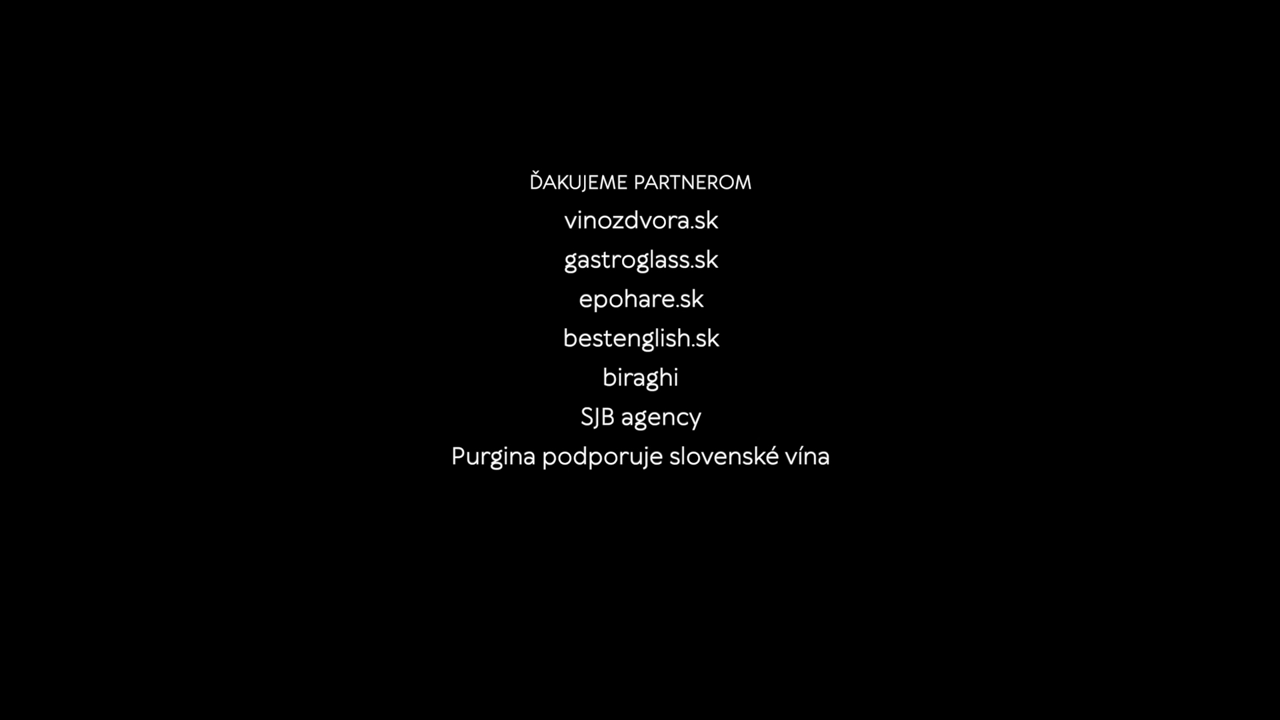 ĎAKUJEME PARTNEROM
vinozdvora.sk
gastroglass.sk
epohare.sk
bestenglish.sk
biraghi
SJB agency
Purgina podporuje slovenské vína